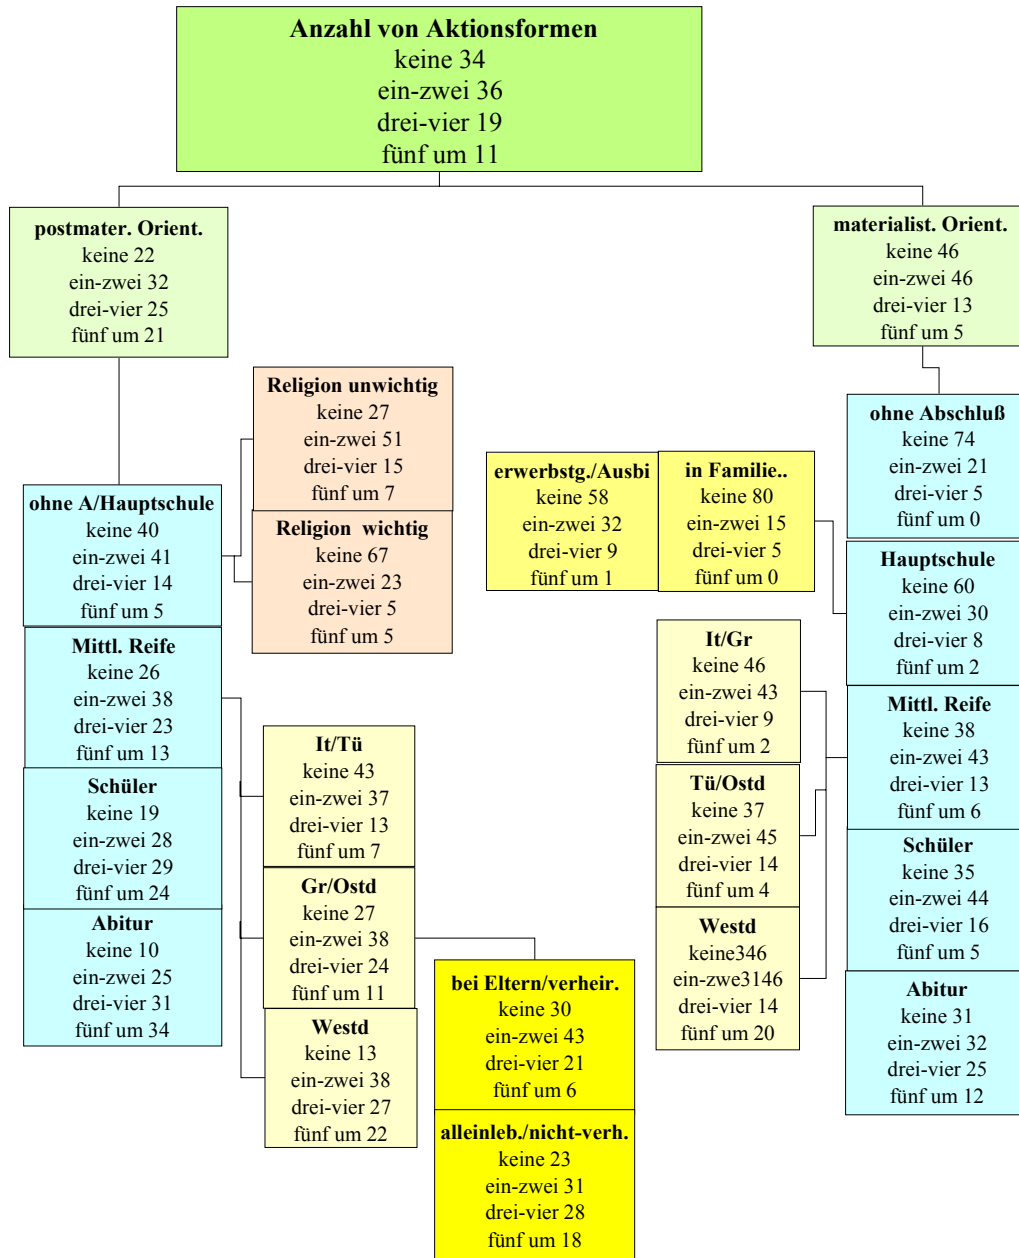 Anzahl von Aktionsformen
keine 34
ein-zwei 36
drei-vier 19
fünf um 11
postmater. Orient.
keine 22
ein-zwei 32
drei-vier 25
fünf um 21
materialist. Orient.
keine 46
ein-zwei 46
drei-vier 13
fünf um 5
ohne A/Hauptschule
keine 40
ein-zwei 41
drei-vier 14
fünf um 5
Mittl. Reife
keine 26
ein-zwei 38
drei-vier 23
fünf um 13
Schüler
keine 19
ein-zwei 28
drei-vier 29
fünf um 24
Abitur
keine 10
ein-zwei 25
drei-vier 31
fünf um 34
Religion unwichtig
keine 27
ein-zwei 51
drei-vier 15
fünf um 7
Religion wichtig
keine 67
ein-zwei 23
drei-vier 5
fünf um 5
It/Tü
keine 43
ein-zwei 37
drei-vier 13
fünf um 7
Gr/Ostd
keine 27
ein-zwei 38
drei-vier 24
fünf um 11
Westd
keine 13
ein-zwei 38
drei-vier 27
fünf um 22
bei Eltern/verheir.
keine 30
ein-zwei 43
drei-vier 21
fünf um 6
alleinleb./nicht-verh.
keine 23
ein-zwei 31
drei-vier 28
fünf um 18
erwerbstg./Ausbi
keine 58
ein-zwei 32
drei-vier 9
fünf um 1
in Familie..
keine 80
ein-zwei 15
drei-vier 5
fünf um 0
It/Gr
keine 46
ein-zwei 43
drei-vier 9
fünf um 2
Tü/Ostd
keine 37
ein-zwei 45
drei-vier 14
fünf um 4
Westd
keine346
ein-zwe3146
drei-vier 14
fünf um 20
ohne Abschluß
keine 74
ein-zwei 21
drei-vier 5
fünf um 0
Hauptschule
keine 60
ein-zwei 30
drei-vier 8
fünf um 2
Mittl. Reife
keine 38
ein-zwei 43
drei-vier 13
fünf um 6
Schüler
keine 35
ein-zwei 44
drei-vier 16
fünf um 5
Abitur
keine 31
ein-zwei 32
drei-vier 25
fünf um 12